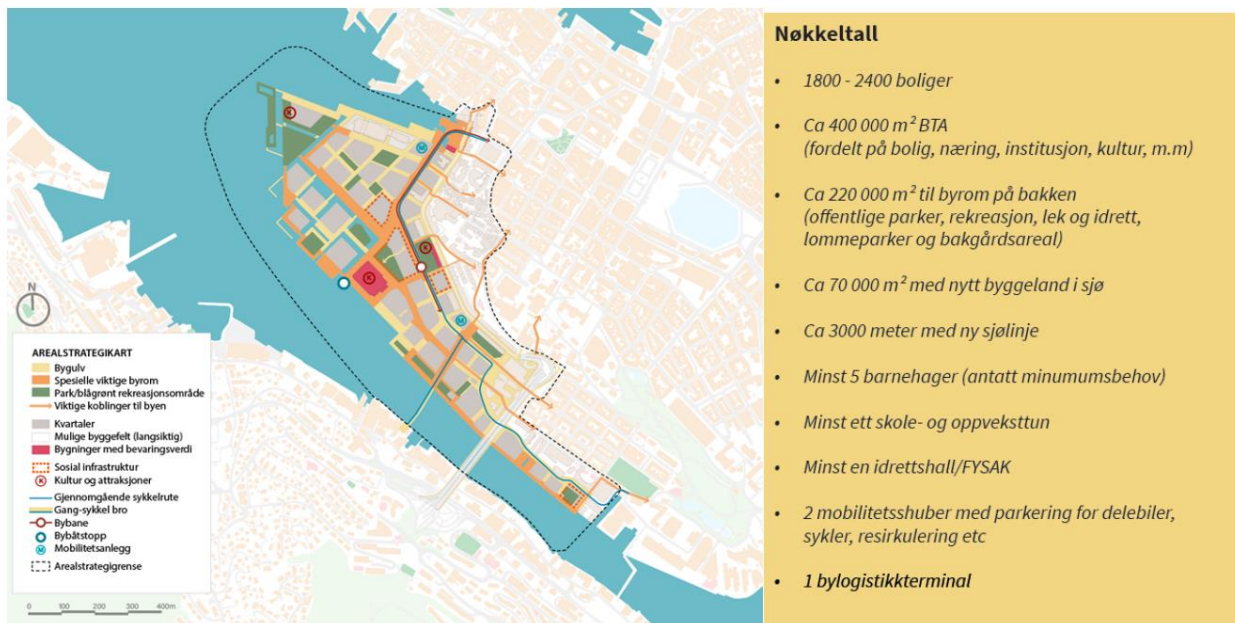 N
AREALSTRATEGIKART
Bygulv
Spesielle viktige byrom
Park/blågrønt rekreasjonsområde
Viktige koblinger til byen
Kvartaler
Mulige byggefelt (langsiktig)
Bygninger med bevaringsverdi
Sosial infrastruktur
K Kultur og attraksjoner
Gjennomgående sykkelrute
Gang-sykkel bro
Bybane
Bybåtstopp
M Mobilitetsanlegg
Arealstrategigrense
0 100 200 300 400m
K
M
K
K
M
Nøkkeltall
• 1800 - 2400 boliger
• Ca 400 000 m² BTA
(fordelt på bolig, næring, institusjon, kultur, m.m)
• Ca 220 000 m² til byrom på bakken
(offentlige parker, rekreasjon, lek og idrett,
lommeparker og bakgårdsareal)
• Ca 70 000 m² med nytt byggeland i sjø
• Ca 3000 meter med ny sjølinje
• Minst 5 barnehager (antatt minumumsbehov)
• Minst ett skole- og oppveksttun
• Minst en idrettshall/FYSAK
• 2 mobilitetsshuber med parkering for delebiler,
sykler, resirkulering etc
• 1 bylogistikkterminal